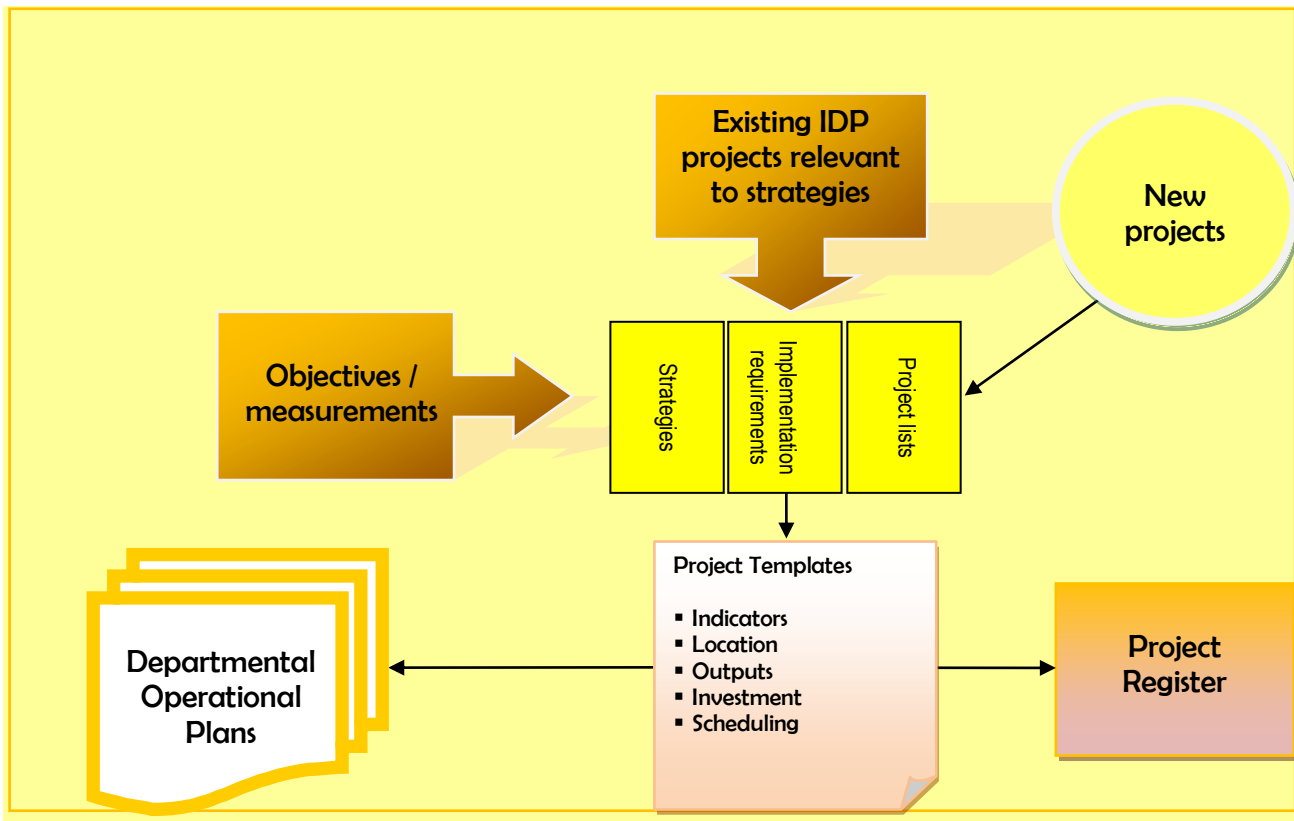 Existing IDP
projects relevant
to strategies
New
projects
Objectives /
measurements
Strategies
Implementation
requirements
Project lists
Project Templates
▪ Indicators
▪ Location
▪ Outputs
▪ Investment
▪ Scheduling
Departmental
Operational
Plans
Project
Register